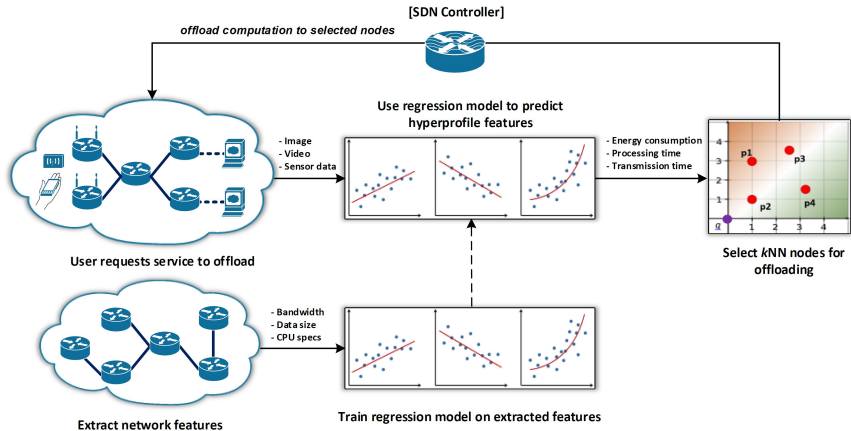 [SDN Controller]
offload computation to selected nodes
Use regression model to predict
hyperprofile features
- Image
- Video
- Sensor data
- Energy consumption
- Processing time
- Transmission time
4
3
2
1
p1
p3
p4
p2
q
0
1
2
3
4
User requests service to offload
Select kNN nodes for
offloading
- Bandwidth
- Data size
- CPU specs
Extract network features
Train regression model on extracted features